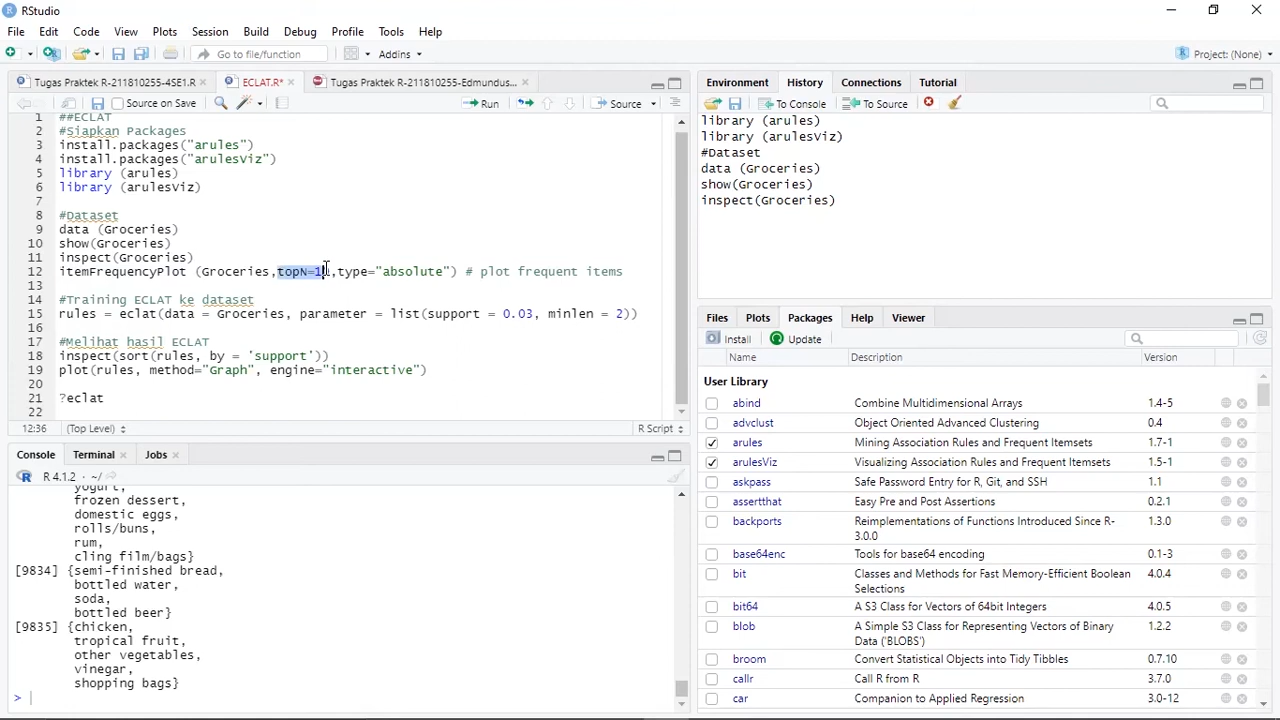 RStudio
File Edit Code View Plots Session Build Debug Profile Tools Help
Go to file/function Addins Project: (None)
Tugas Praktek R-211810255-4SE1.R ECLAT.R* Tugas Praktek R-211810255-Edmundus...
Source on Save Run Source
1 ##ECLAT
2 #Siapkan Packages
3 install.packages("arules")
4 install.packages("arulesViz")
5 library (arules)
6 library (arulesViz)
7
8 #Dataset
9 data (Groceries)
10 show(Groceries)
11 inspect(Groceries)
12 itemFrequencyPlot (Groceries,topN=1 ,type="absolute") # plot frequent items
13
14 #Training ECLAT ke dataset
15 rules = eclat(data = Groceries, parameter = list(support = 0.03, minlen = 2))
16
17 #Melihat hasil ECLAT
18 inspect(sort(rules, by = 'support'))
19 plot(rules, method="Graph", engine="interactive")
20
21 ?eclat
22
12:36 (Top Level) R Script
Console Terminal Jobs
R 4.1.2 · ~/
yogurt,
frozen dessert,
domestic eggs,
rolls/buns,
rum,
cling film/bags}
[9834] {semi-finished bread,
bottled water,
soda,
bottled beer}
[9835] {chicken,
tropical fruit,
other vegetables,
vinegar,
shopping bags}
>
Environment History Connections Tutorial
To Console To Source
library (arules)
library (arulesViz)
#Dataset
data (Groceries)
show(Groceries)
inspect(Groceries)
Files Plots Packages Help Viewer
Install Update
Name Description Version
User Library
abind Combine Multidimensional Arrays 1.4-5
advclust Object Oriented Advanced Clustering 0.4
arules Mining Association Rules and Frequent Itemsets 1.7-1
arulesViz Visualizing Association Rules and Frequent Itemsets 1.5-1
askpass Safe Password Entry for R, Git, and SSH 1.1
assertthat Easy Pre and Post Assertions 0.2.1
backports Reimplementations of Functions Introduced Since R- 1.3.0
3.0.0
base64enc Tools for base64 encoding 0.1-3
bit Classes and Methods for Fast Memory-Efficient Boolean 4.0.4
Selections
bit64 A S3 Class for Vectors of 64bit Integers 4.0.5
blob A Simple S3 Class for Representing Vectors of Binary 1.2.2
Data ('BLOBS')
broom Convert Statistical Objects into Tidy Tibbles 0.7.10
callr Call R from R 3.7.0
car Companion to Applied Regression 3.0-12